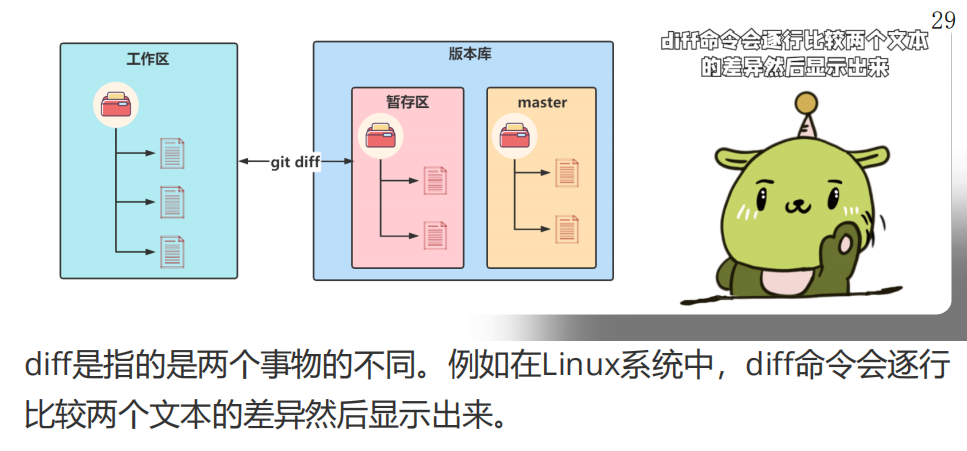 29
工作区
版本库
暂存区
master
git diff
diff命令会逐行比较两个文本
的差异然后显示出来
diff是指的是两个事物的不同。例如在Linux系统中，diff命令会逐行
比较两个文本的差异然后显示出来。